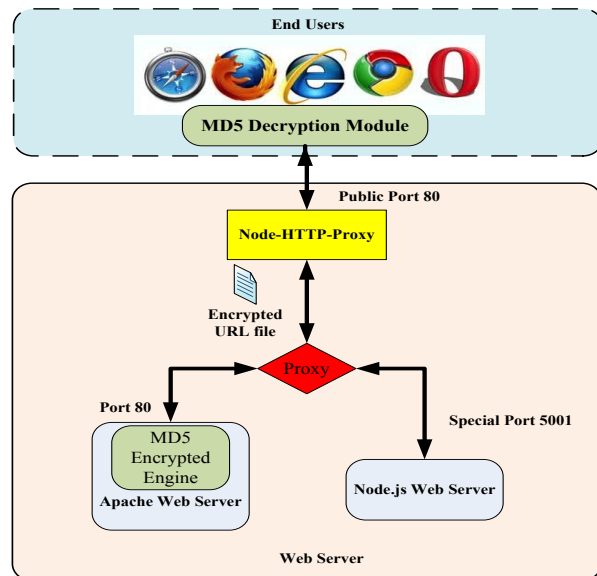 End Users
MD5 Decryption Module
Public Port 80
Node-HTTP-Proxy
Encrypted
URL file
Proxy
Port 80
Special Port 5001
MD5
Encrypted
Engine
Apache Web Server
Node.js Web Server
Web Server